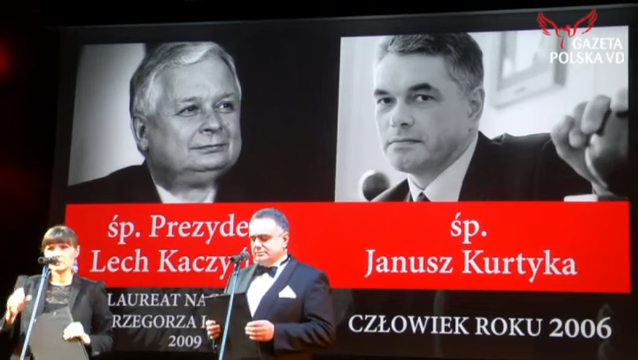 GAZETA
POLSKA VD
śp. Prezyde
Lech Kaczy
LAUREAT NA
RZEGORZA I
2009
śp.
Janusz Kurtyka
CZŁOWIEK ROKU 2006